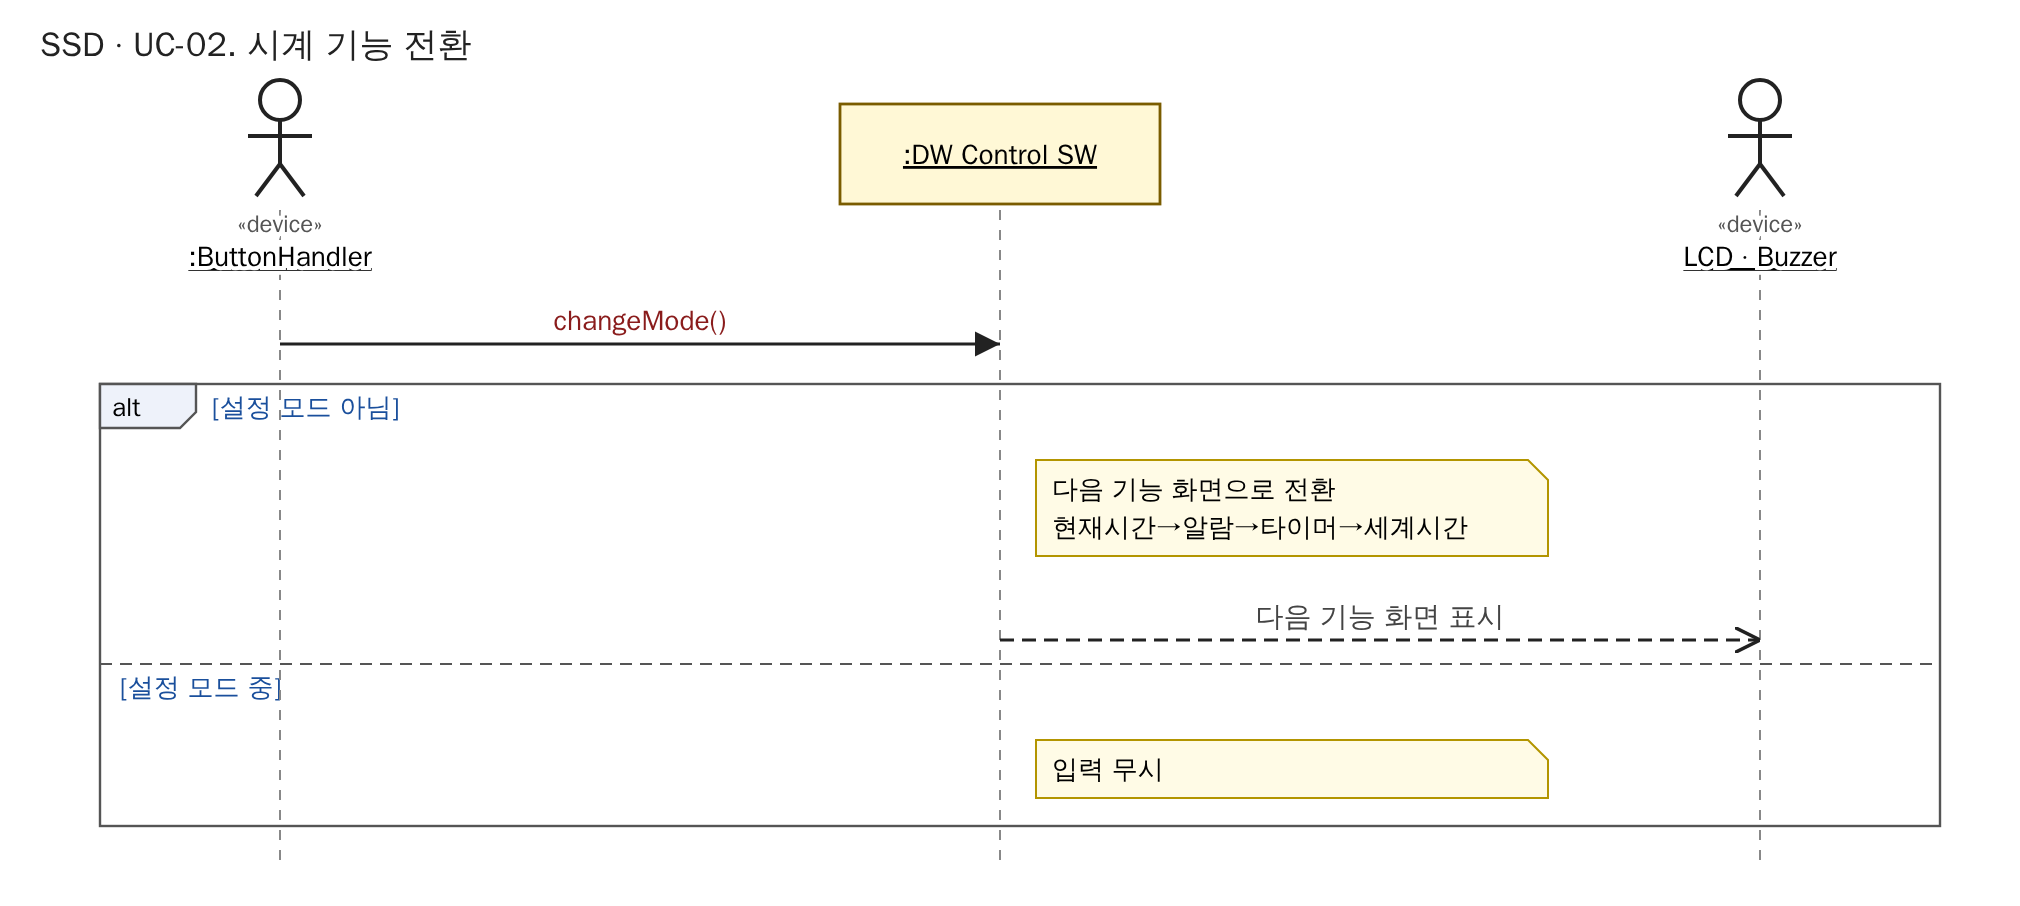 SSD · UC-02. 시계 기능 전환
:DW Control SW
«device»
:ButtonHandler
«device»
LCD · Buzzer
changeMode()
alt
[설정 모드 아님]
다음 기능 화면으로 전환
현재시간→알람→타이머→세계시간
다음 기능 화면 표시
[설정 모드 중]
입력 무시